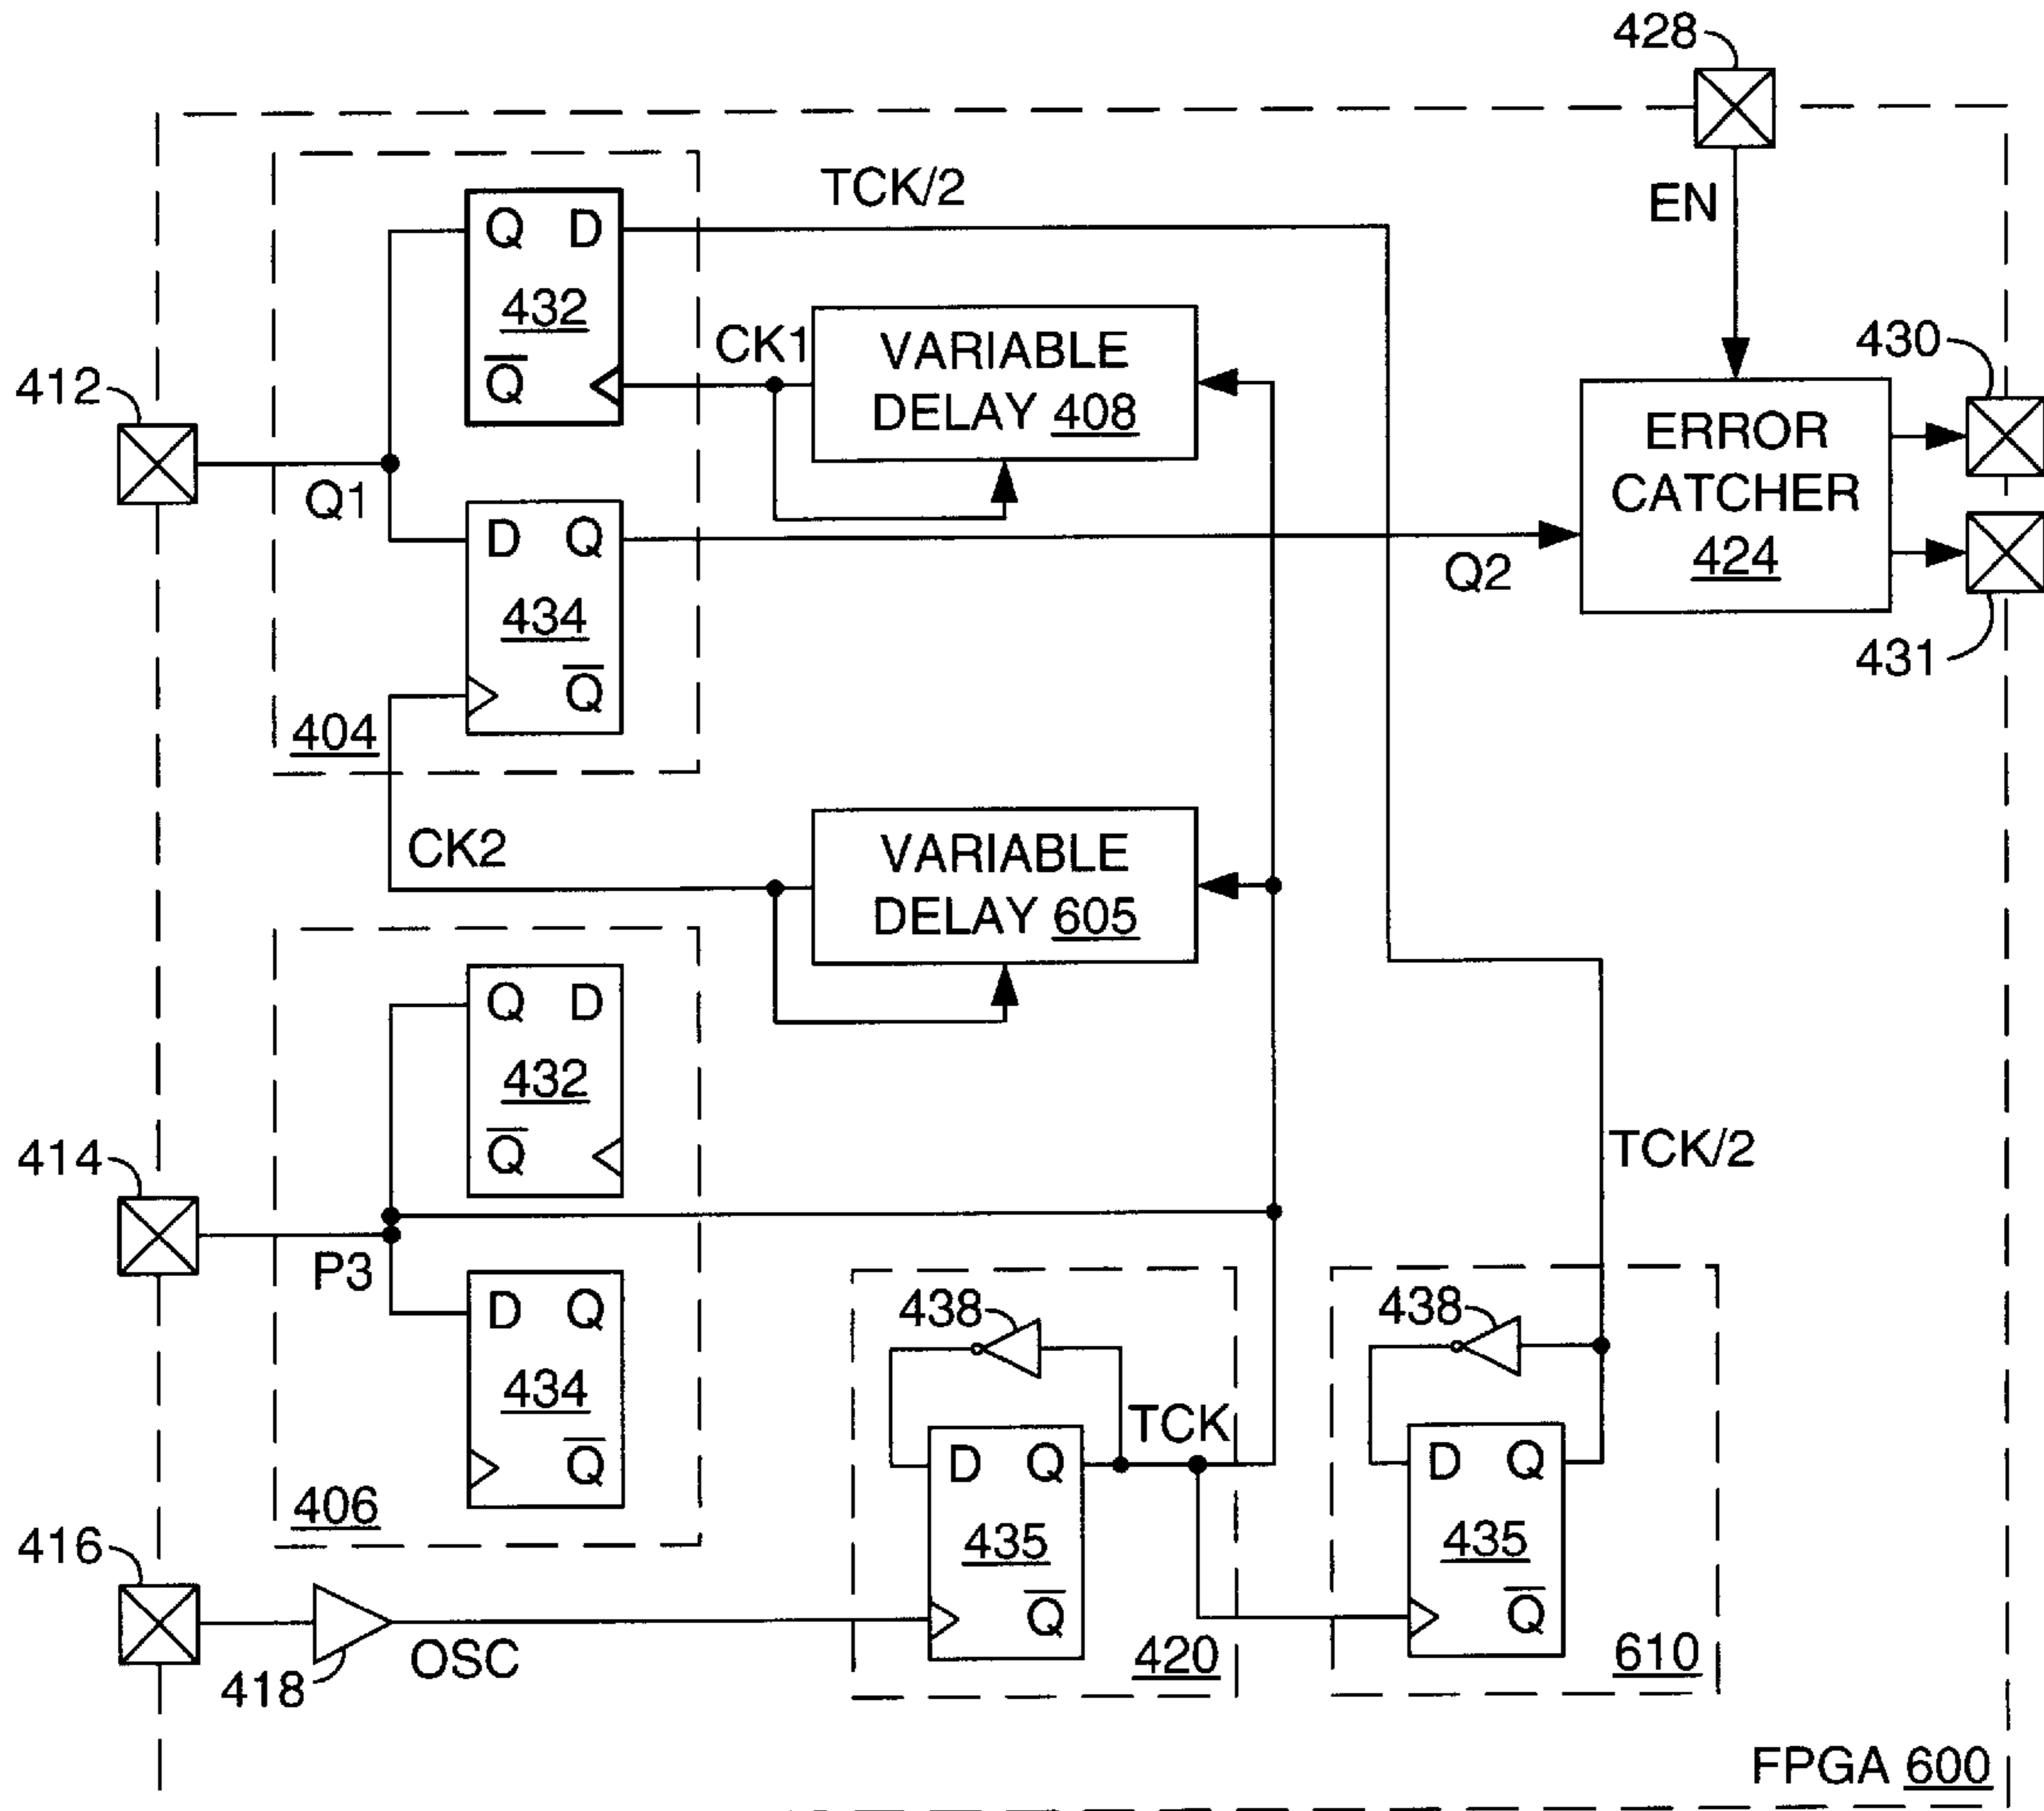 428
TCK/2
EN
Q D
432
Q
CK1
VARIABLE
DELAY 408
430
412
ERROR
CATCHER
424
Q1
D Q
434
Q
Q2
431
404
CK2
VARIABLE
DELAY 605
Q D
432
Q
414
TCK/2
P3
D Q
434
Q
438
438
TCK
D Q
435
Q
D Q
435
Q
406
416
OSC
418
420
610
FPGA 600